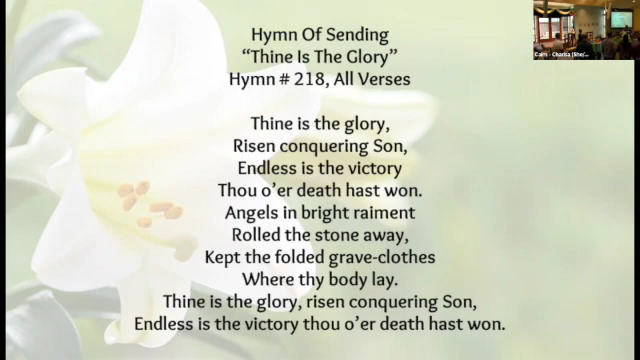 Hymn Of Sending
“Thine Is The Glory”
Hymn # 218, All Verses
Thine is the glory,
Risen conquering Son,
Endless is the victory
Thou o’er death hast won.
Angels in bright raiment
Rolled the stone away,
Kept the folded grave-clothes
Where thy body lay.
Thine is the glory, risen conquering Son,
Endless is the victory thou o’er death hast won.
Cairn - Charisa (She/...